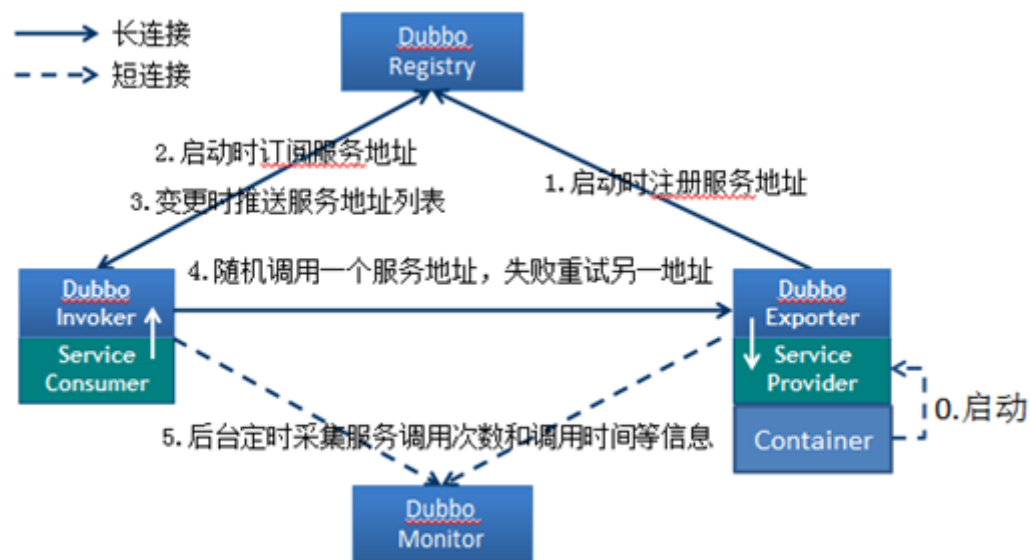 长连接
短连接
Dubbo
Registry
2.启动时订阅服务地址
3.变更时推送服务地址列表
1.启动时注册服务地址
4.随机调用一个服务地址，失败重试另一地址
Dubbo
Invoker
Service
Consumer
Dubbo
Exporter
Service
Provider
Container
0.启动
5.后台定时采集服务调用次数和调用时间等信息
Dubbo
Monitor